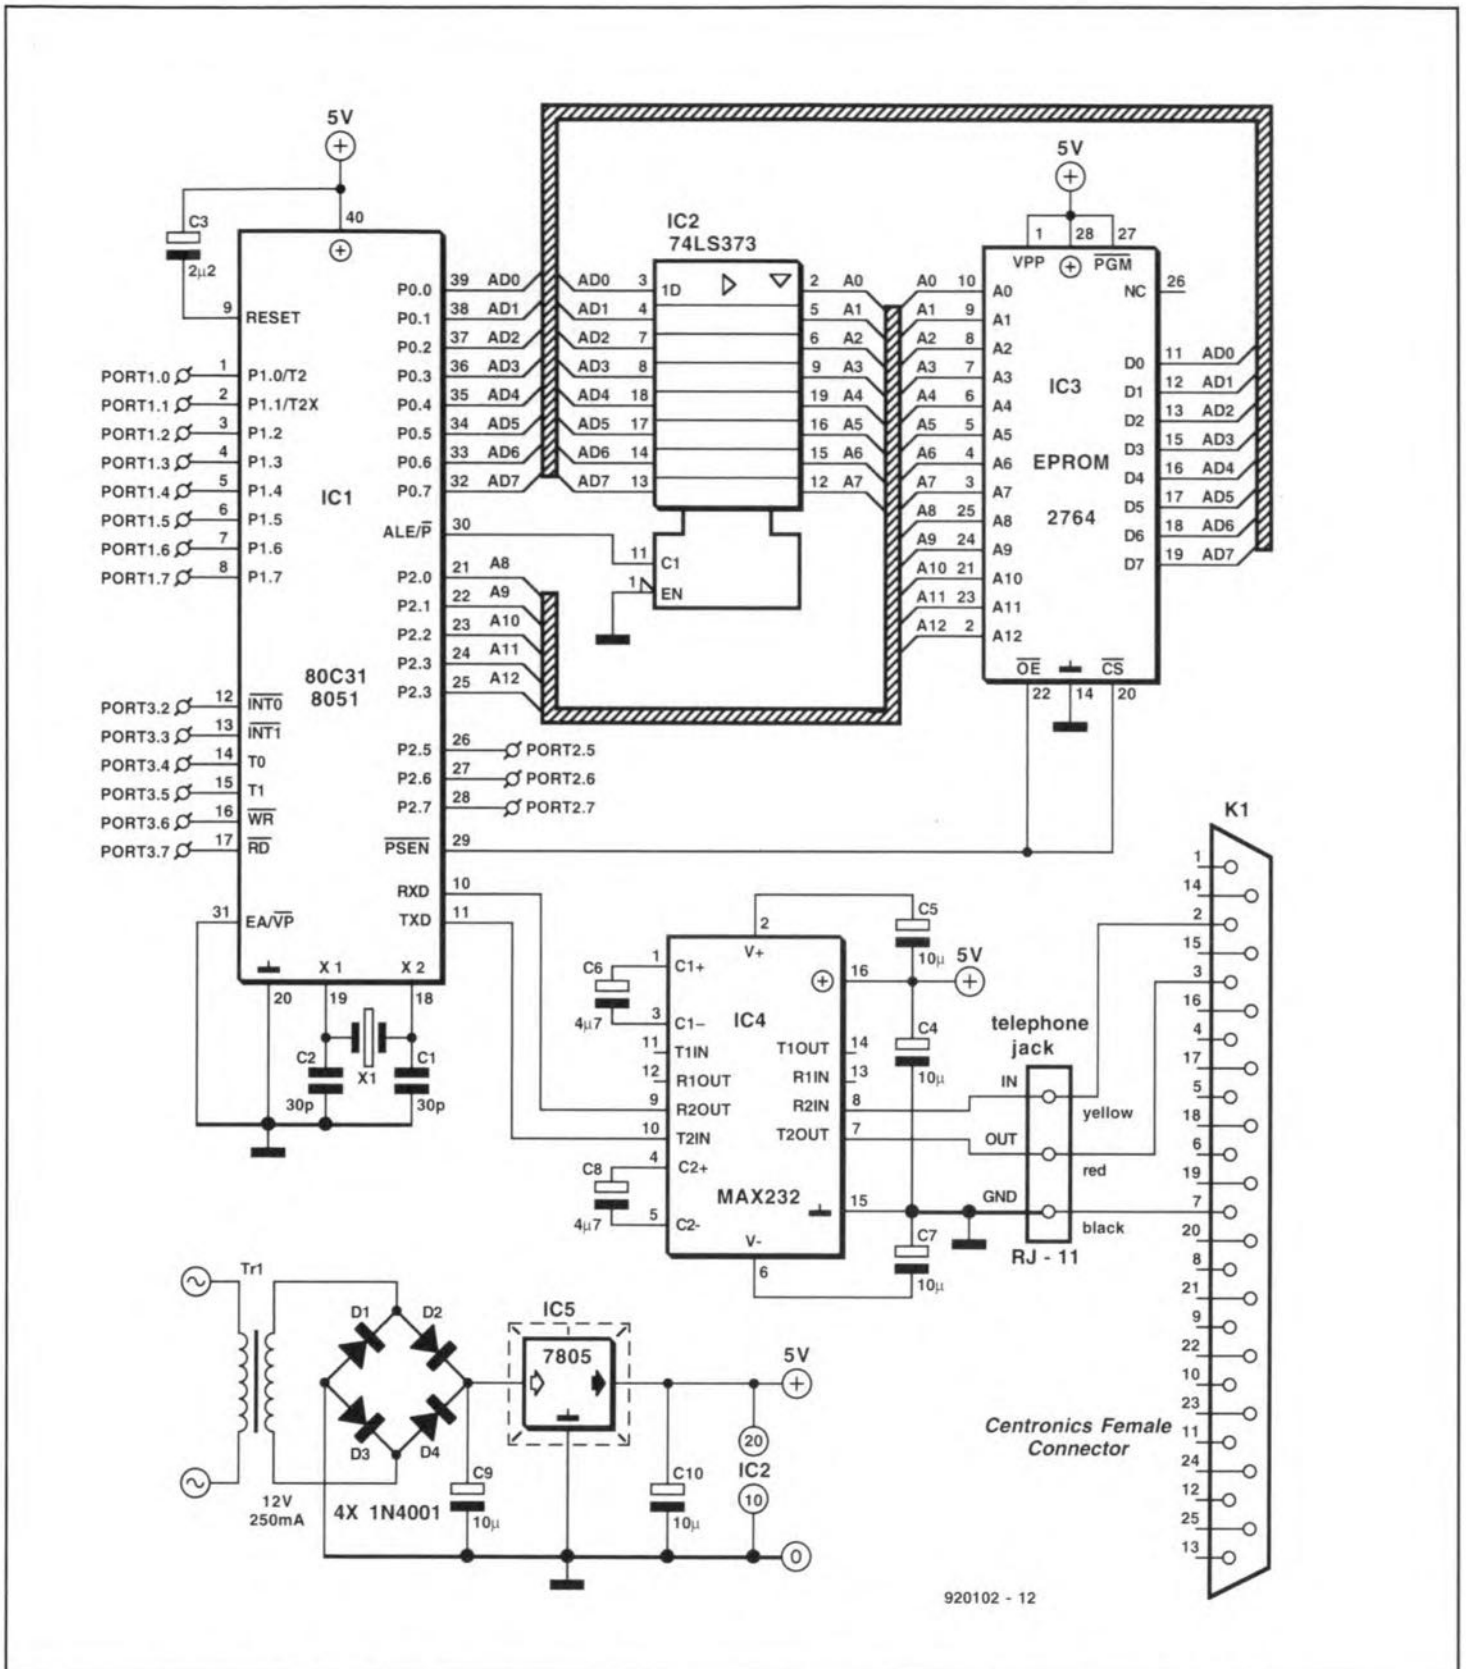 5V
40
C3
2µ2
9 RESET
PORT1.0 1 P1.0/T2
PORT1.1 2 P1.1/T2X
PORT1.2 3 P1.2
PORT1.3 4 P1.3
PORT1.4 5 P1.4
PORT1.5 6 P1.5
PORT1.6 7 P1.6
PORT1.7 8 P1.7
IC1
80C31
8051
PORT3.2 12 INT0
PORT3.3 13 INT1
PORT3.4 14 T0
PORT3.5 15 T1
PORT3.6 16 WR
PORT3.7 17 RD
31 EA/VP
P0.0 39 AD0
P0.1 38 AD1
P0.2 37 AD2
P0.3 36 AD3
P0.4 35 AD4
P0.5 34 AD5
P0.6 33 AD6
P0.7 32 AD7
ALE/P 30
P2.0 21 A8
P2.1 22 A9
P2.2 23 A10
P2.3 24 A11
P2.3 25 A12
P2.5 26 PORT2.5
P2.6 27 PORT2.6
P2.7 28 PORT2.7
PSEN 29
RXD 10
TXD 11
X1 X2
20 19 18
C2 X1 C1
30p 30p
IC2
74LS373
AD0 3 1D 2 A0
AD1 4 5 A1
AD2 7 6 A2
AD3 8 9 A3
AD4 18 19 A4
AD5 17 16 A5
AD6 14 15 A6
AD7 13 12 A7
11 C1
1 EN
5V
1 28 27
VPP PGM
NC 26
A0 10 A0
A1 9 A1
A2 8 A2
A3 7 A3
A4 6 A4
A5 5 A5
A6 4 A6
A7 3 A7
A8 25 A8
A9 24 A9
A10 21 A10
A11 23 A11
A12 2 A12
IC3
EPROM
2764
D0 11 AD0
D1 12 AD1
D2 13 AD2
D3 15 AD3
D4 16 AD4
D5 17 AD5
D6 18 AD6
D7 19 AD7
OE CS
22 14 20
C5
10µ
2
V+
C6
4µ7
1 C1+
3 C1–
11 T1IN
12 R1OUT
9 R2OUT
10 T2IN
4 C2+
5 C2-
C8
4µ7
IC4
MAX232
16 5V
T1OUT 14
R1IN 13
R2IN 8
T2OUT 7
15
V-
6
C4
10µ
C7
10µ
telephone
jack
IN
OUT
GND
yellow
red
black
RJ - 11
K1
1
14
2
15
3
16
4
17
5
18
6
19
7
20
8
21
9
22
10
23
11
24
12
25
13
Centronics Female
Connector
Tr1
12V
250mA
D1 D2
D3 D4
4X 1N4001
C9
10µ
IC5
7805
C10
10µ
5V
20
IC2
10
0
920102 - 12